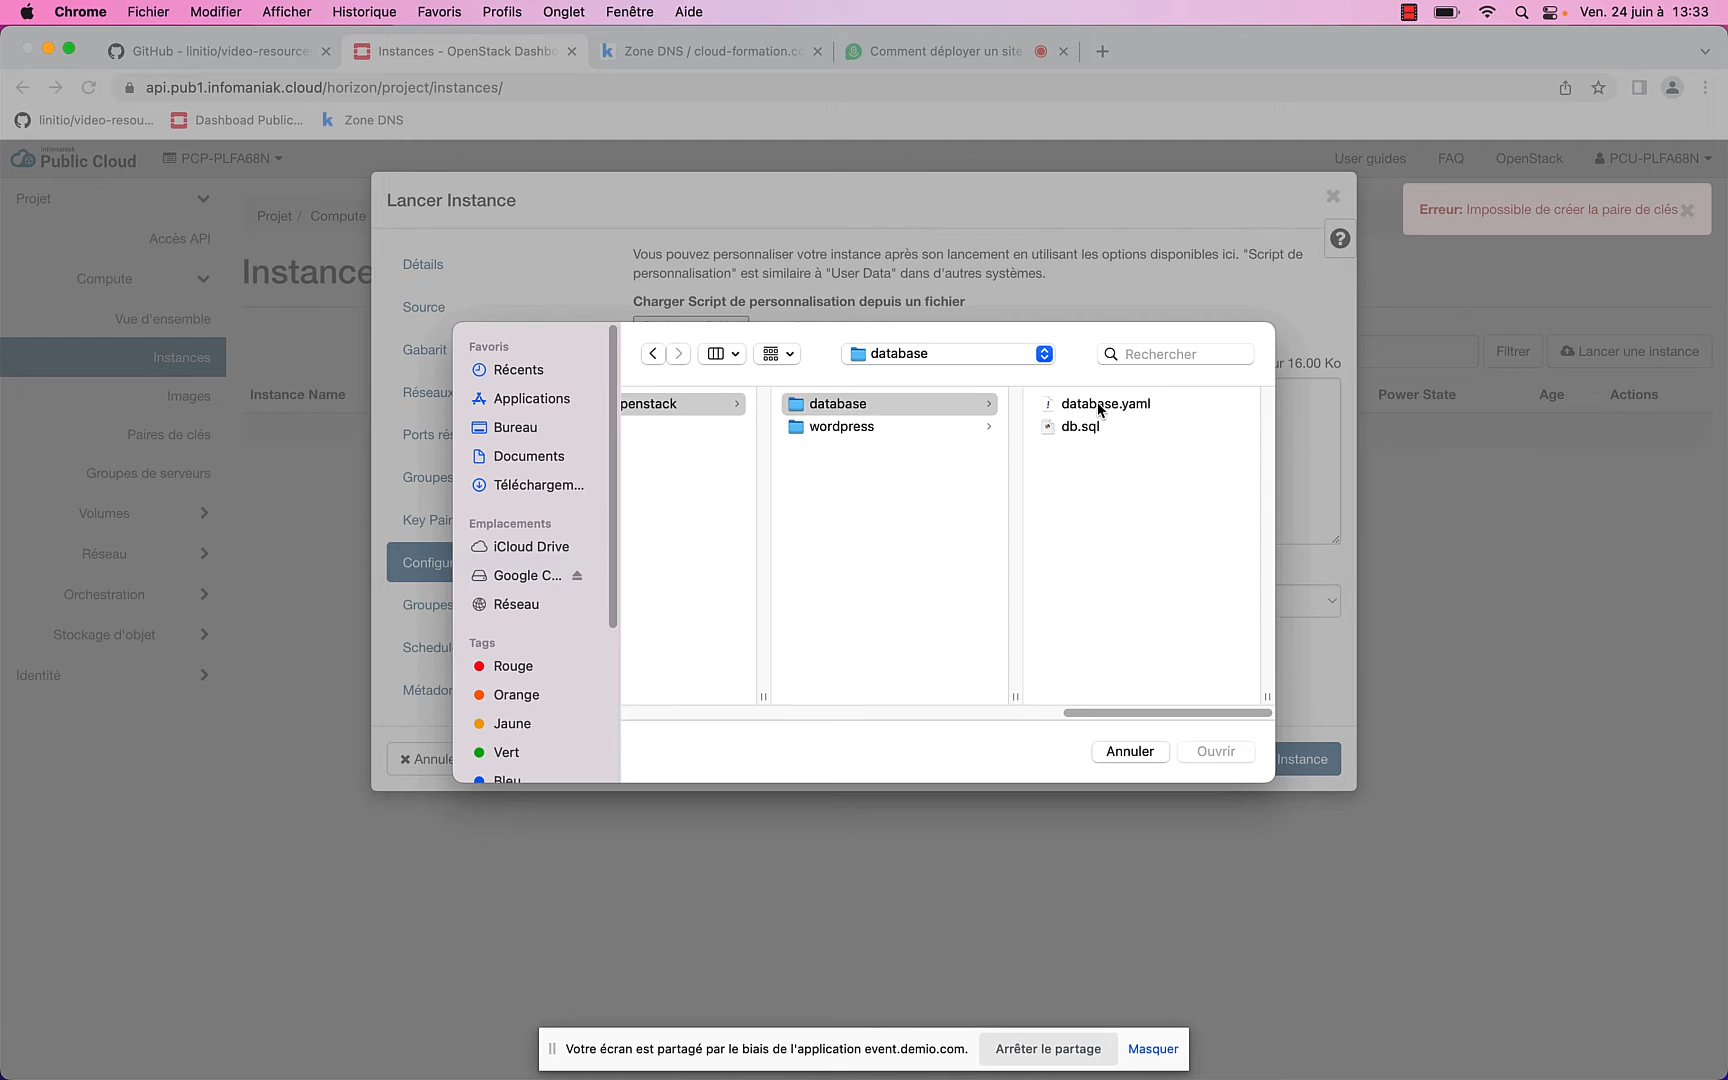 Chrome Fichier Modifier Afficher Historique Favoris Profils Onglet Fenêtre Aide
Ven. 24 juin à 13:33
GitHub - linitio/video-resource
Instances - OpenStack Dashbo
Zone DNS / cloud-formation.co
Comment déployer un site
api.pub1.infomaniak.cloud/horizon/project/instances/
linitio/video-resou...
Dashboad Public...
Zone DNS
infomaniak
Public Cloud
PCP-PLFA68N
User guides
FAQ
OpenStack
PCU-PLFA68N
Projet
Accès API
Compute
Vue d'ensemble
Instances
Images
Paires de clés
Groupes de serveurs
Volumes
Réseau
Orchestration
Stockage d'objet
Identité
Projet / Compute
Instance
Instance Name
Filtrer
Lancer une instance
Power State
Age
Actions
Erreur: Impossible de créer la paire de clés
Lancer Instance
Détails
Source
Gabarit
Réseaux
Ports ré
Groupes
Key Pair
Configur
Groupes
Schedul
Métador
Vous pouvez personnaliser votre instance après son lancement en utilisant les options disponibles ici. "Script de
personnalisation" est similaire à "User Data" dans d'autres systèmes.
Charger Script de personnalisation depuis un fichier
ur 16.00 Ko
Annule
Instance
Favoris
Récents
Applications
Bureau
Documents
Téléchargem...
Emplacements
iCloud Drive
Google C...
Réseau
Tags
Rouge
Orange
Jaune
Vert
Bleu
database
Rechercher
penstack
database
wordpress
database.yaml
db.sql
Annuler
Ouvrir
Votre écran est partagé par le biais de l'application event.demio.com.
Arrêter le partage
Masquer